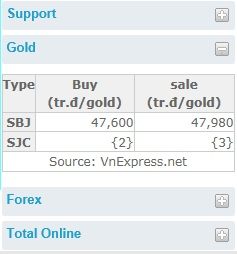 Support
Gold
Type Buy sale
(tr.đ/gold) (tr.đ/gold)
SBJ 47,600 47,980
SJC {2} {3}
Source: VnExpress.net
Forex
Total Online